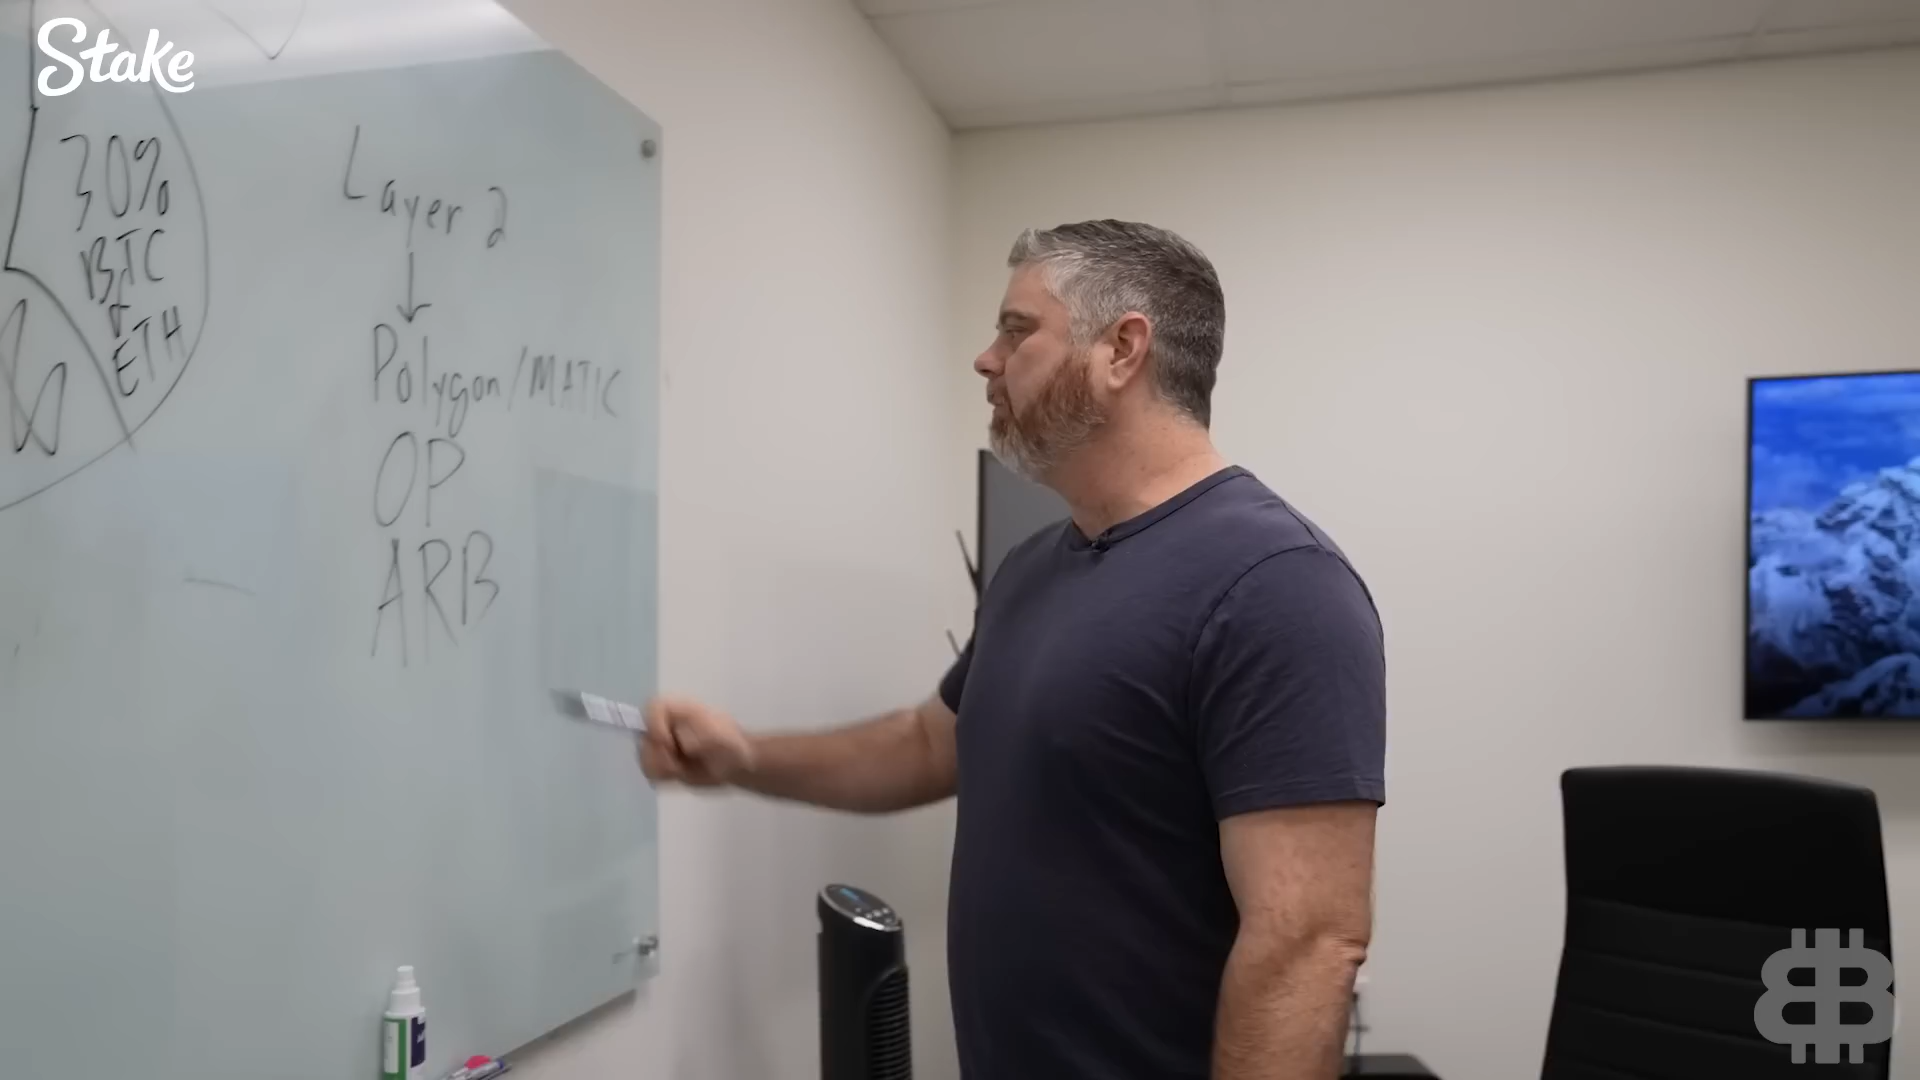 Stake
30%
BTC
&
ETH
Layer 2
Polygon/MATIC
OP
ARB